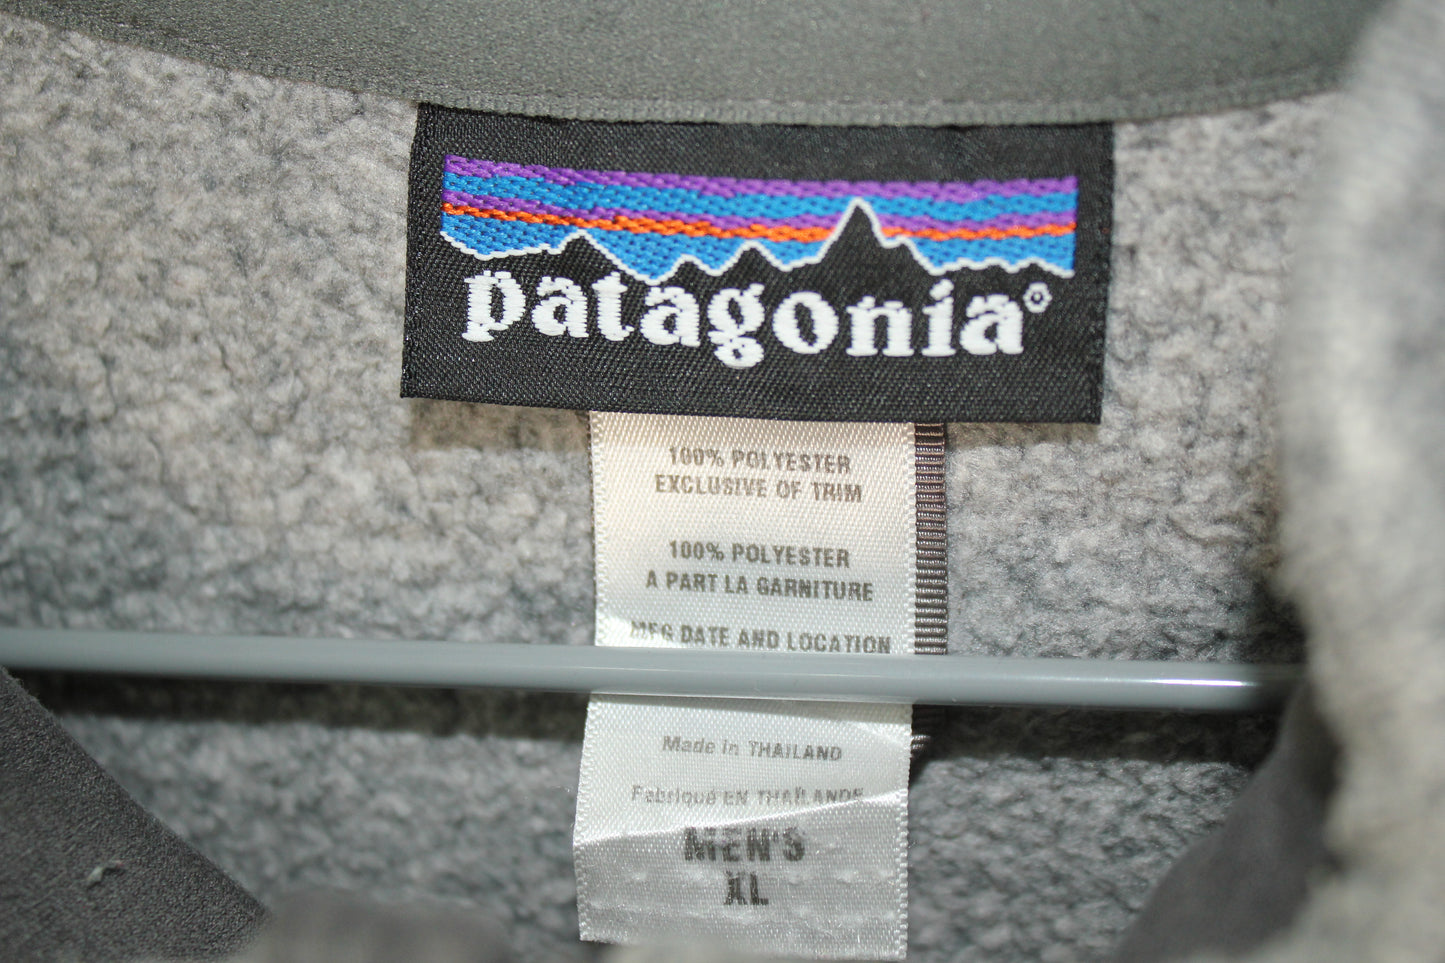 patagonia®
100% POLYESTER
EXCLUSIVE OF TRIM
100% POLYESTER
A PART LA GARNITURE
MFG DATE AND LOCATION
Made in THAILAND
Fabriqué EN THAÏLANDE
MEN'S
XL